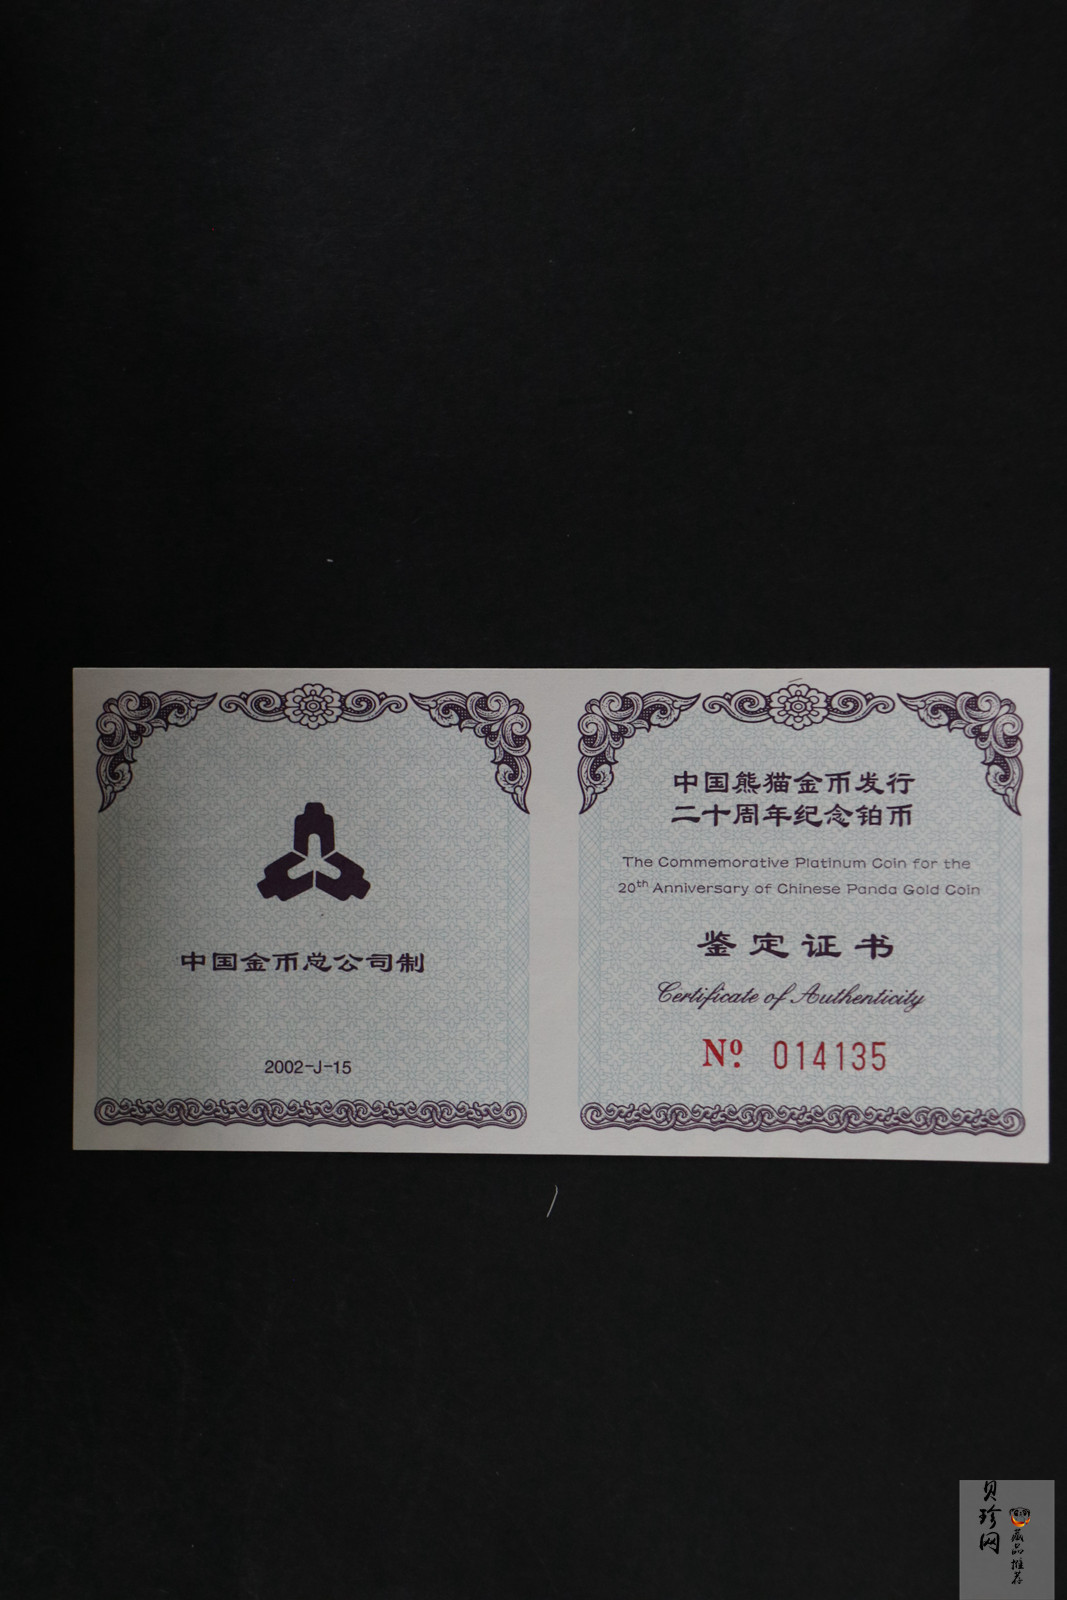 中国金币总公司制
2002-J-15
中国熊猫金币发行
二十周年纪念铂币
The Commemorative Platinum Coin for the
20th Anniversary of Chinese Panda Gold Coin
鉴定证书
Certificate of Authenticity
Nº 014135
贝珍网
藏品推荐